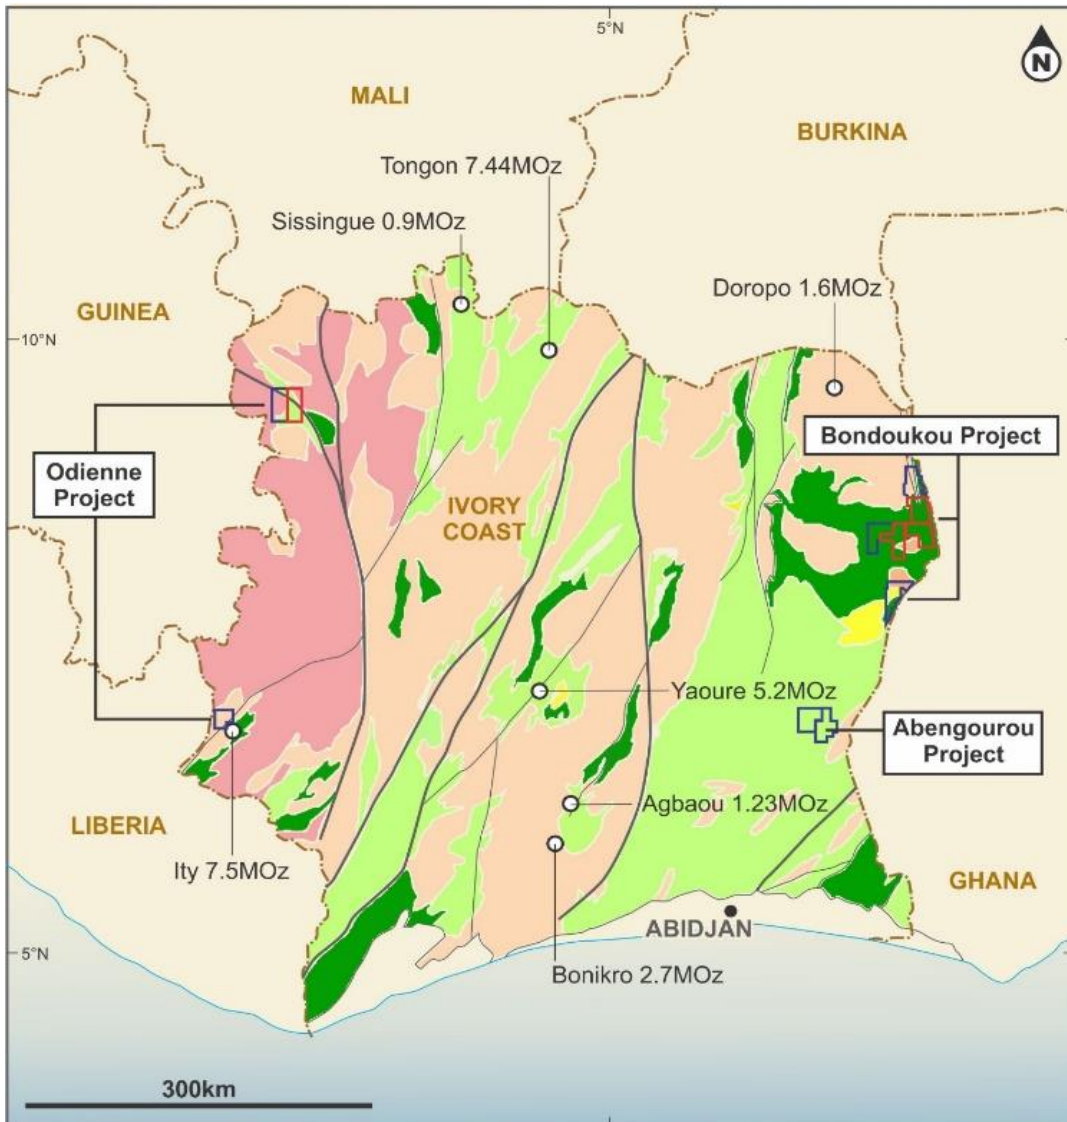 5°N
N
MALI
BURKINA
Tongon 7.44MOz
Sissingue 0.9MOz
Doropo 1.6MOz
GUINEA
10°N
Bondoukou Project
Odienne
Project
IVORY
COAST
Yaoure 5.2MOz
Abengourou
Project
Agbaou 1.23MOz
LIBERIA
Ity 7.5MOz
GHANA
ABIDJAN
5°N
Bonikro 2.7MOz
300km